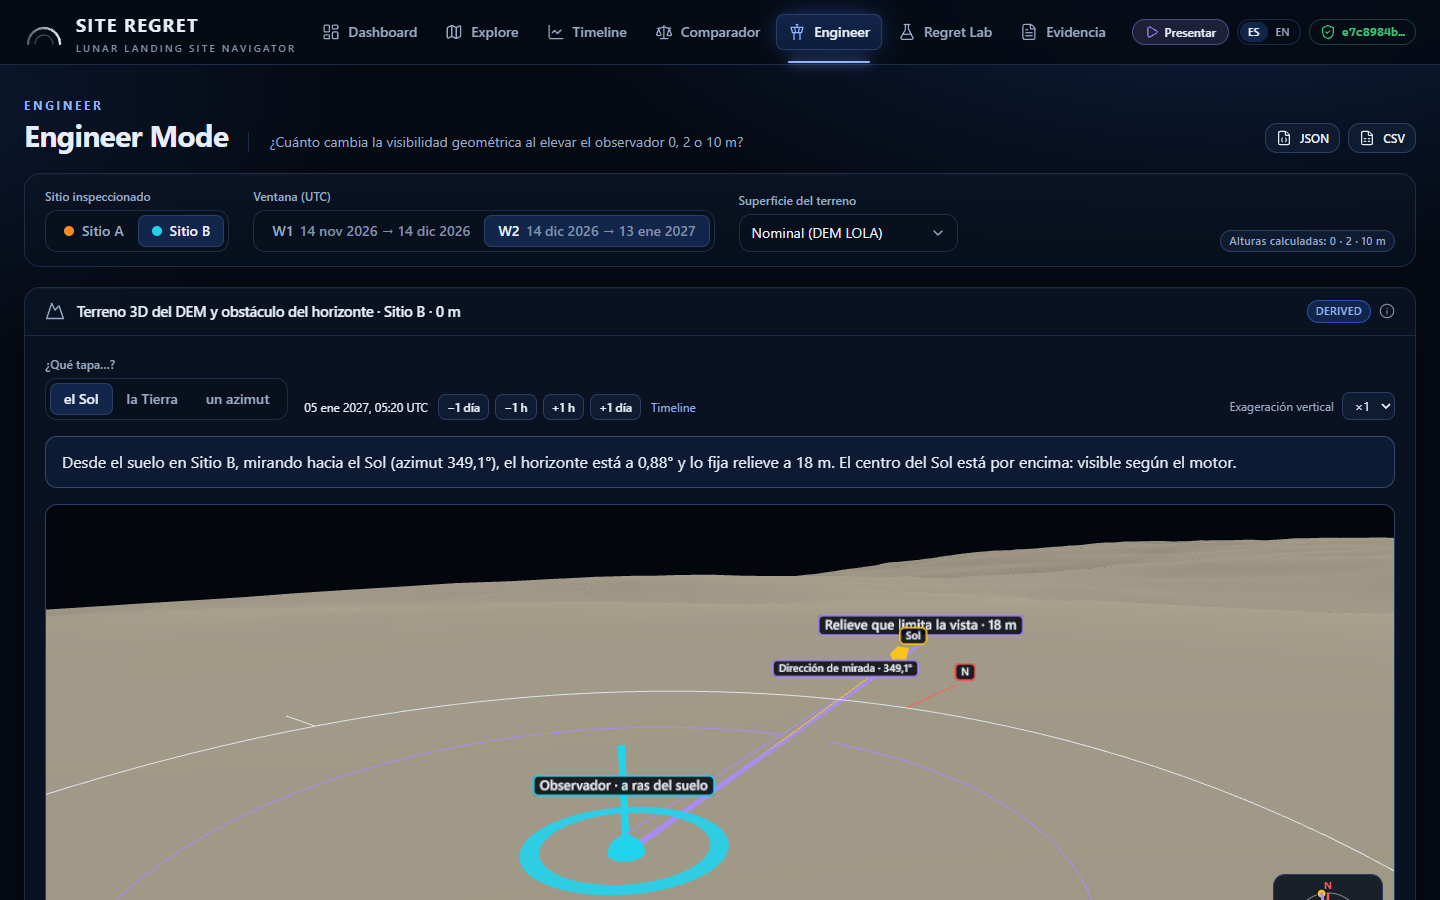 SITE REGRET
LUNAR LANDING SITE NAVIGATOR
Dashboard
Explore
Timeline
Comparador
Engineer
Regret Lab
Evidencia
Presentar
ES
EN
e7c8984b…
ENGINEER
Engineer Mode
¿Cuánto cambia la visibilidad geométrica al elevar el observador 0, 2 o 10 m?
JSON
CSV
Sitio inspeccionado
Sitio A
Sitio B
Ventana (UTC)
W1 14 nov 2026 → 14 dic 2026
W2 14 dic 2026 → 13 ene 2027
Superficie del terreno
Nominal (DEM LOLA)
Alturas calculadas: 0 · 2 · 10 m
Terreno 3D del DEM y obstáculo del horizonte · Sitio B · 0 m
DERIVED
¿Qué tapa...?
el Sol
la Tierra
un azimut
05 ene 2027, 05:20 UTC
−1 día
−1 h
+1 h
+1 día
Timeline
Exageración vertical
×1
Desde el suelo en Sitio B, mirando hacia el Sol (azimut 349,1°), el horizonte está a 0,88° y lo fija relieve a 18 m. El centro del Sol está por encima: visible según el motor.
Relieve que limita la vista · 18 m
Sol
Dirección de mirada · 349,1°
N
Observador · a ras del suelo
N